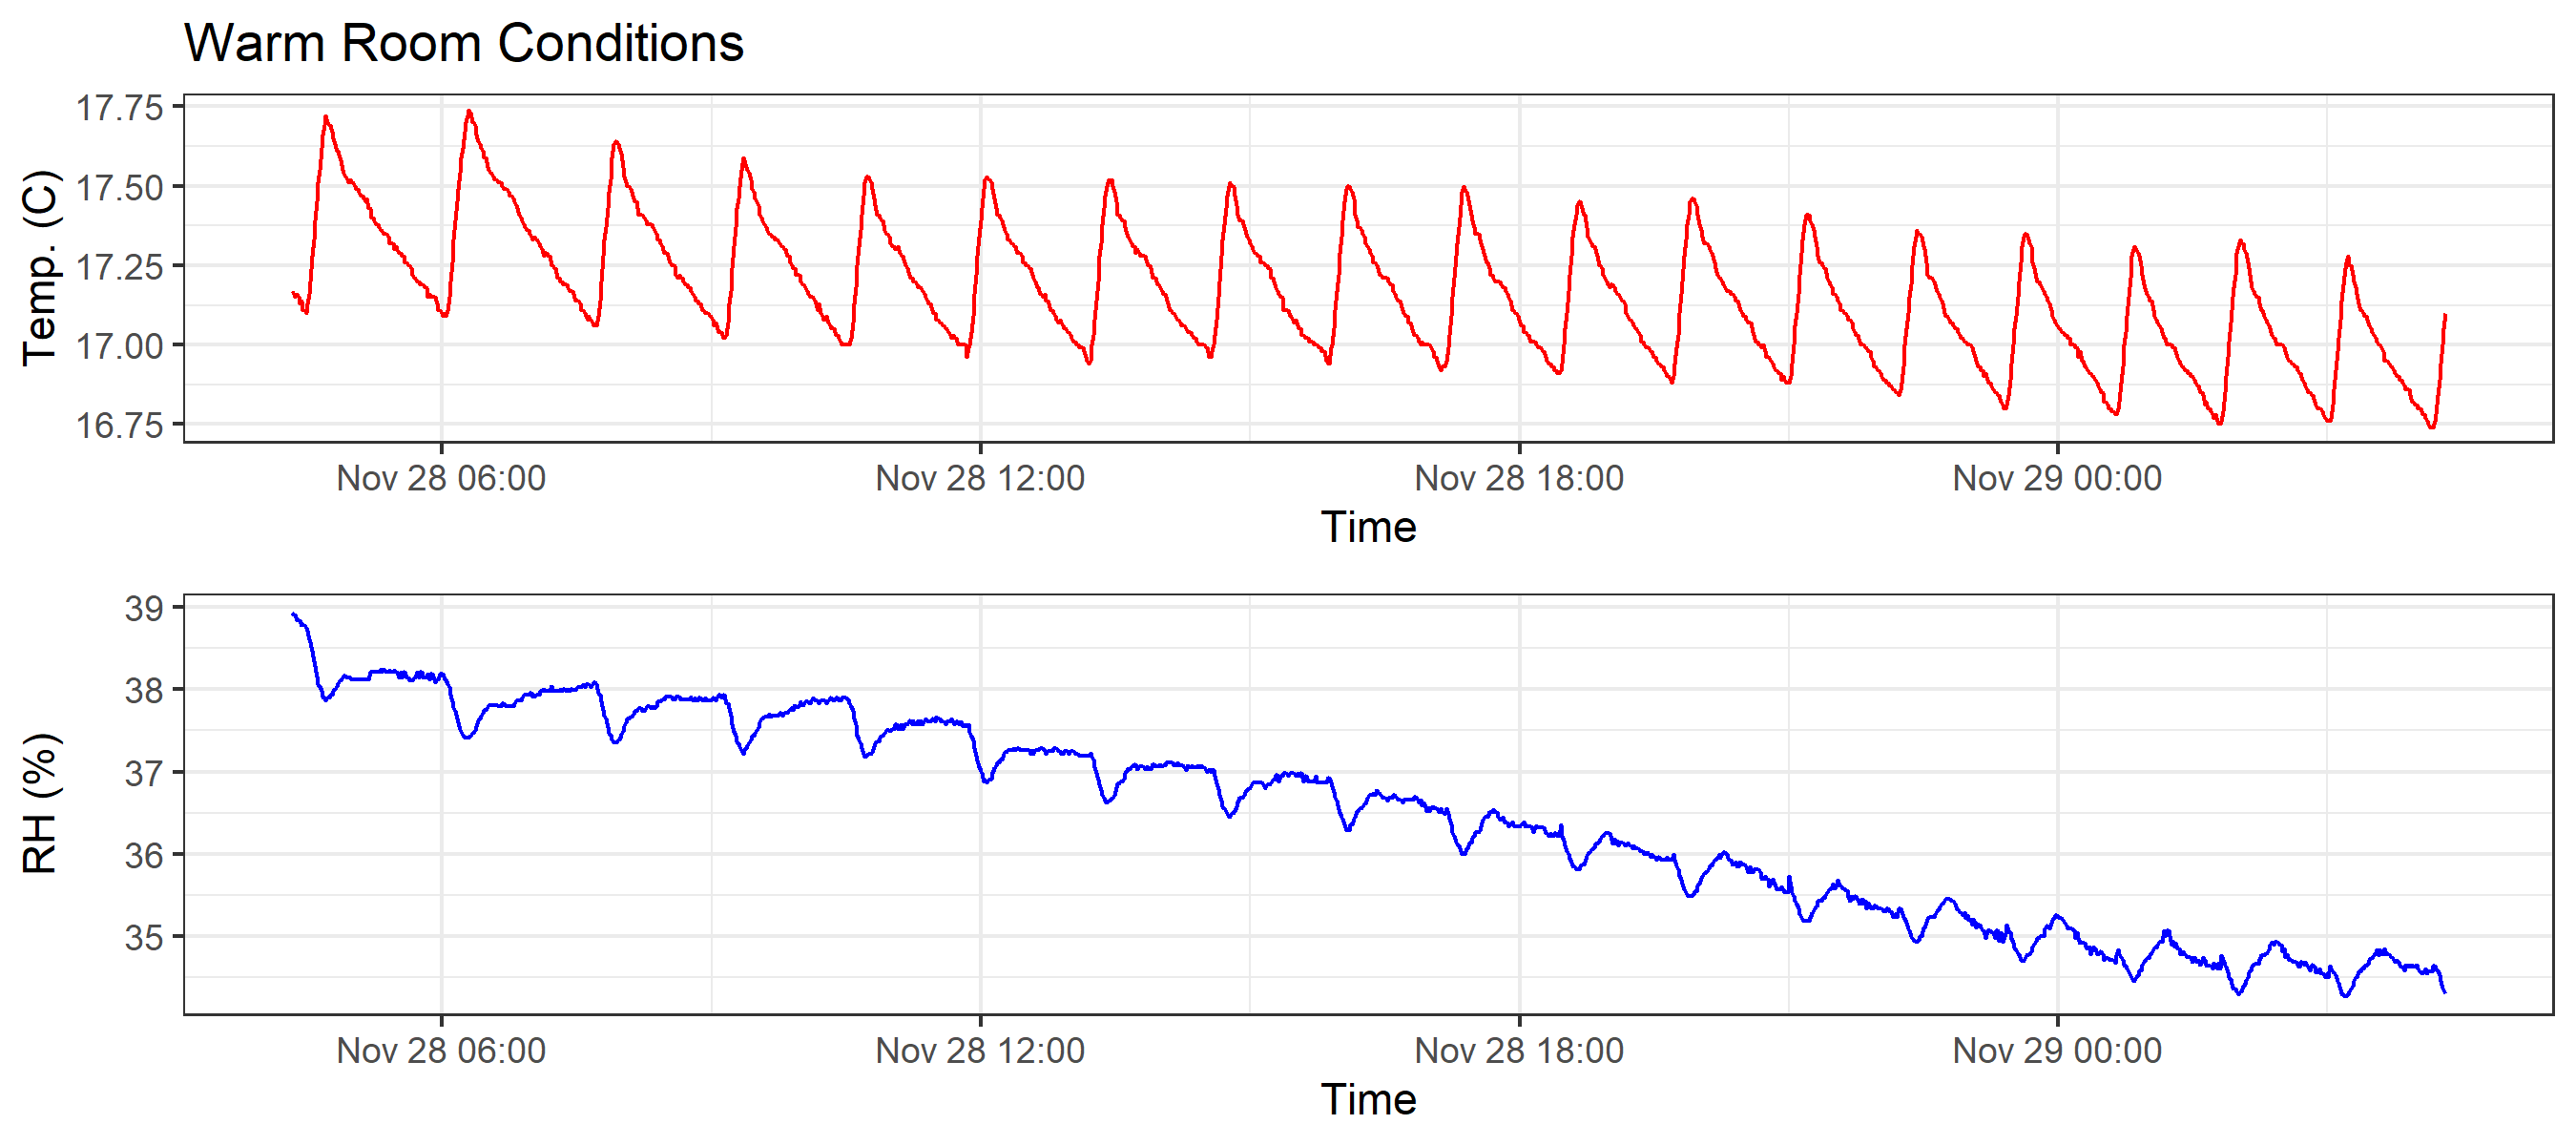 Warm Room Conditions
Temp. (C)
17.75
17.50
17.25
17.00
16.75
Nov 28 06:00 Nov 28 12:00 Nov 28 18:00 Nov 29 00:00
Time
RH (%)
39
38
37
36
35
Nov 28 06:00 Nov 28 12:00 Nov 28 18:00 Nov 29 00:00
Time